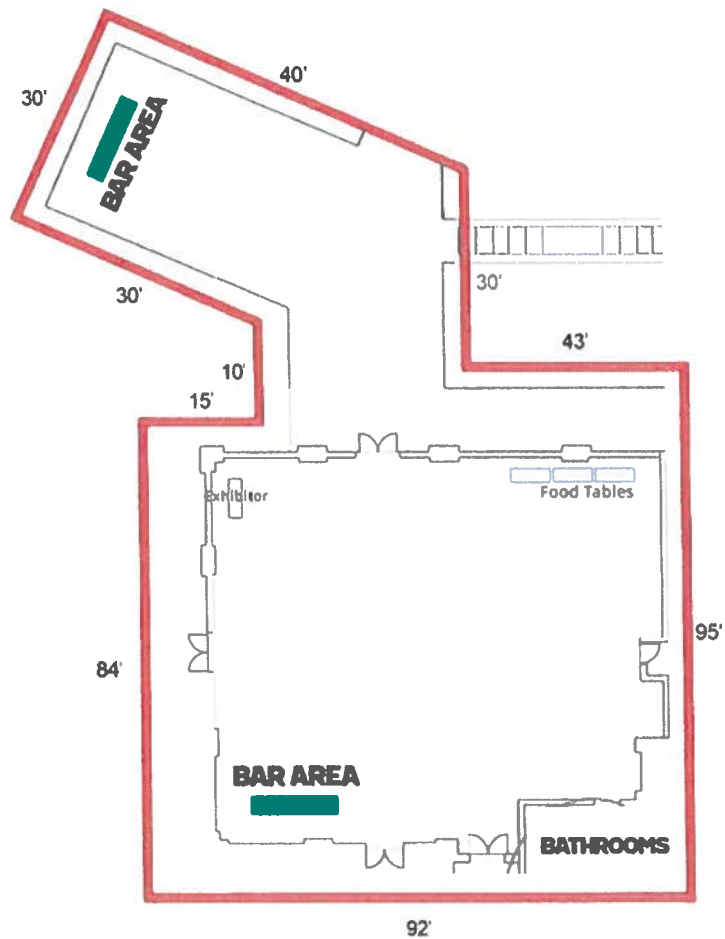 40'
30'
BAR AREA
30'
30'
43'
10'
15'
Exhibitor
Food Tables
95'
84'
BAR AREA
BATHROOMS
92'